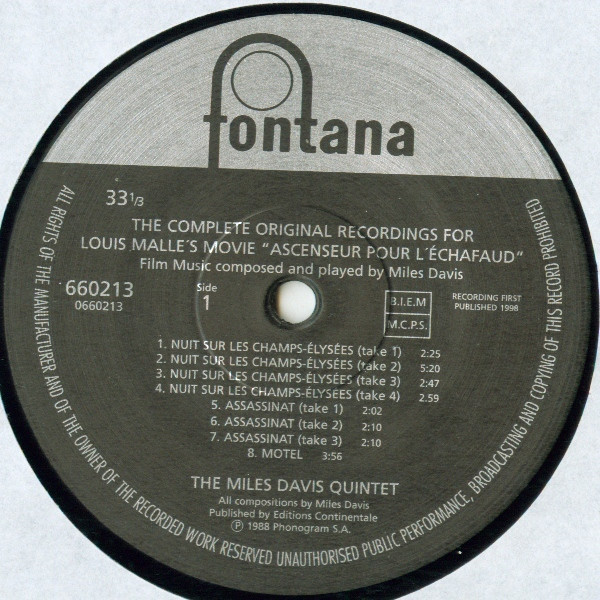 fontana
33 1/3
THE COMPLETE ORIGINAL RECORDINGS FOR
LOUIS MALLE'S MOVIE "ASCENSEUR POUR L'ÉCHAFAUD"
Film Music composed and played by Miles Davis
660213
0660213
Side
1
B.I.E.M
M.C.P.S.
RECORDING FIRST
PUBLISHED 1998
1. NUIT SUR LES CHAMPS-ÉLYSÉES (take 1) 2:25
2. NUIT SUR LES CHAMPS-ÉLYSÉES (take 2) 5:20
3. NUIT SUR LES CHAMPS-ÉLYSÉES (take 3) 2:47
4. NUIT SUR LES CHAMPS-ÉLYSÉES (take 4) 2.59
5. ASSASSINAT (take 1) 2:02
6. ASSASSINAT (take 2) 2:10
7. ASSASSINAT (take 3) 2:10
8. MOTEL 3:56
THE MILES DAVIS QUINTET
All compositions by Miles Davis
Published by Editions Continentale
℗ 1988 Phonogram S.A.
ALL RIGHTS OF THE MANUFACTURER AND OF THE OWNER OF THE RECORDED WORK RESERVED UNAUTHORISED PUBLIC PERFORMANCE, BROADCASTING AND COPYING OF THIS RECORD PROHIBITED